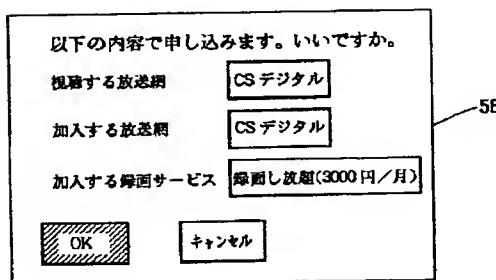 以下の内容で申し込みます。いいですか。
視聴する放送網 CSデジタル
加入する放送網 CSデジタル
加入する録画サービス 録画し放題(3000円/月)
OK キャンセル